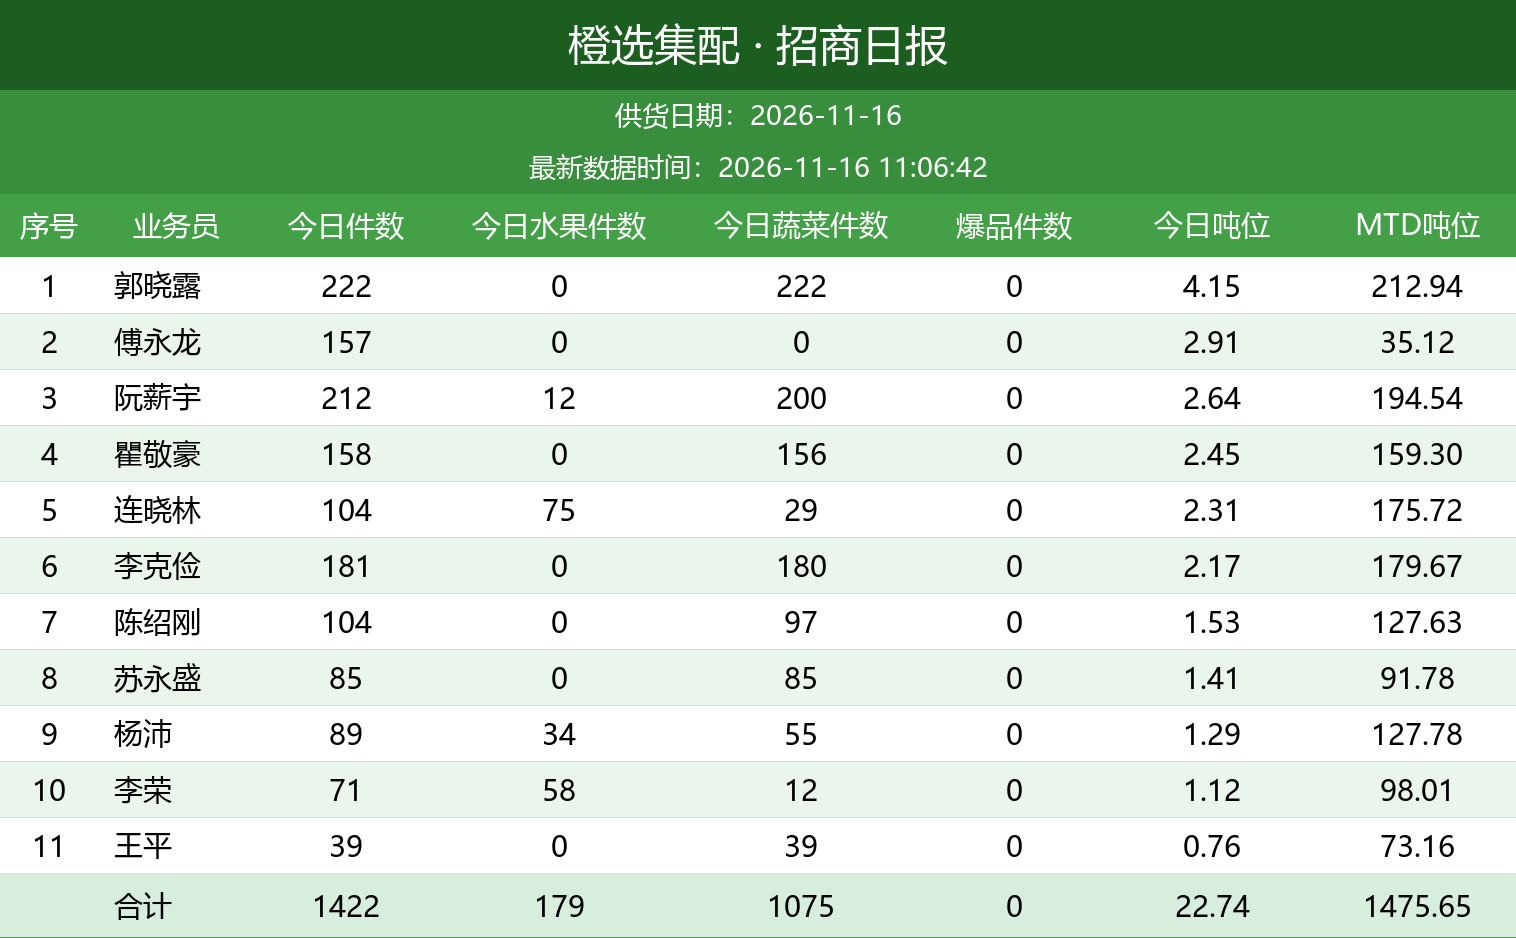 橙选集配 · 招商日报
供货日期：2026-11-16
最新数据时间：2026-11-16 11:06:42
序号 业务员 今日件数 今日水果件数 今日蔬菜件数 爆品件数 今日吨位 MTD吨位
1 郭晓露 222 0 222 0 4.15 212.94
2 傅永龙 157 0 0 0 2.91 35.12
3 阮薪宇 212 12 200 0 2.64 194.54
4 瞿敬豪 158 0 156 0 2.45 159.30
5 连晓林 104 75 29 0 2.31 175.72
6 李克俭 181 0 180 0 2.17 179.67
7 陈绍刚 104 0 97 0 1.53 127.63
8 苏永盛 85 0 85 0 1.41 91.78
9 杨沛 89 34 55 0 1.29 127.78
10 李荣 71 58 12 0 1.12 98.01
11 王平 39 0 39 0 0.76 73.16
合计 1422 179 1075 0 22.74 1475.65